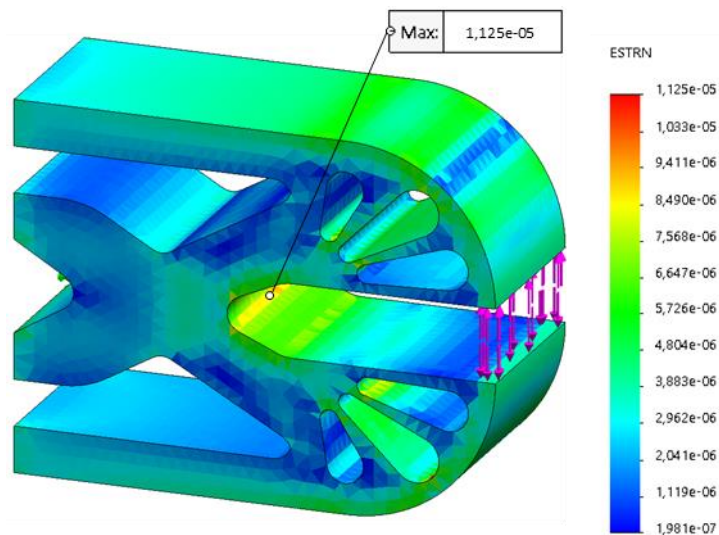 Max: 1,125e-05
ESTRN
1,125e-05
1,033e-05
9,411e-06
8,490e-06
7,568e-06
6,647e-06
5,726e-06
4,804e-06
3,883e-06
2,962e-06
2,041e-06
1,119e-06
1,981e-07